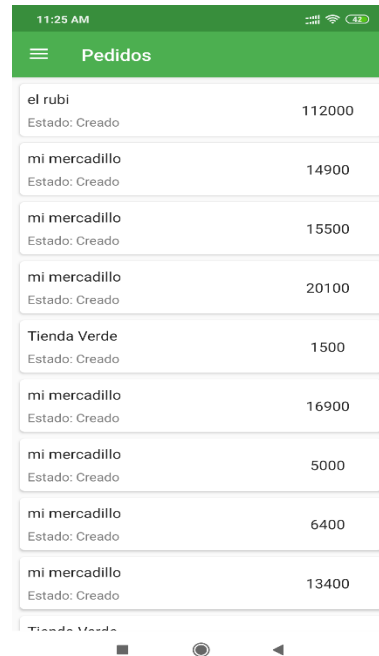 11:25 AM 42
Pedidos
el rubi
Estado: Creado
112000
mi mercadillo
Estado: Creado
14900
mi mercadillo
Estado: Creado
15500
mi mercadillo
Estado: Creado
20100
Tienda Verde
Estado: Creado
1500
mi mercadillo
Estado: Creado
16900
mi mercadillo
Estado: Creado
5000
mi mercadillo
Estado: Creado
6400
mi mercadillo
Estado: Creado
13400
Tienda Verde